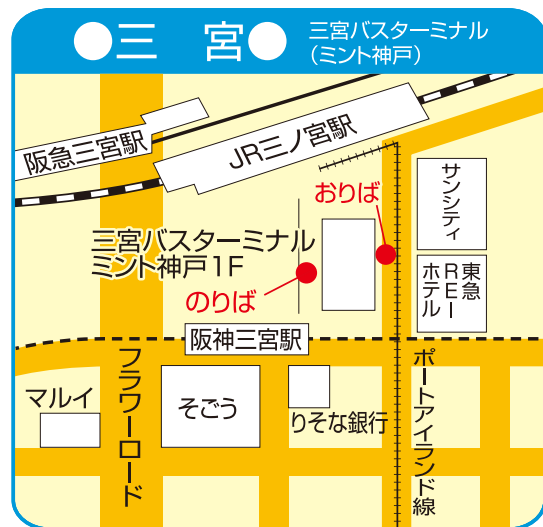 ●三 宮●
三宮バスターミナル
(ミント神戸)
阪急三宮駅
JR三ノ宮駅
サンシティ
おりば
三宮バスターミナル
ミント神戸1F
のりば
東急
REI
ホテル
阪神三宮駅
フラワーロード
ポートアイランド線
マルイ
そごう
りそな銀行